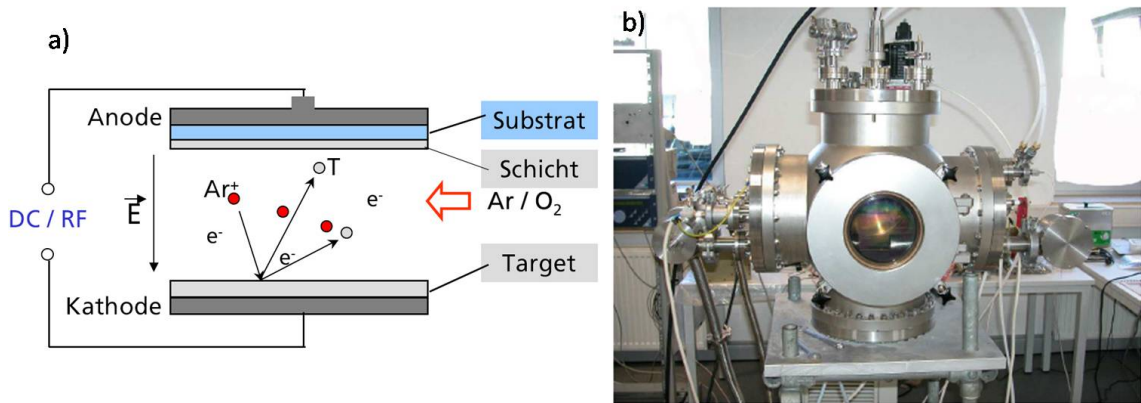 a)
Anode
Substrat
Schicht
T
Ar⁺
e⁻
Ar / O₂
DC / RF
E
e⁻
e⁻
Target
Kathode
b)